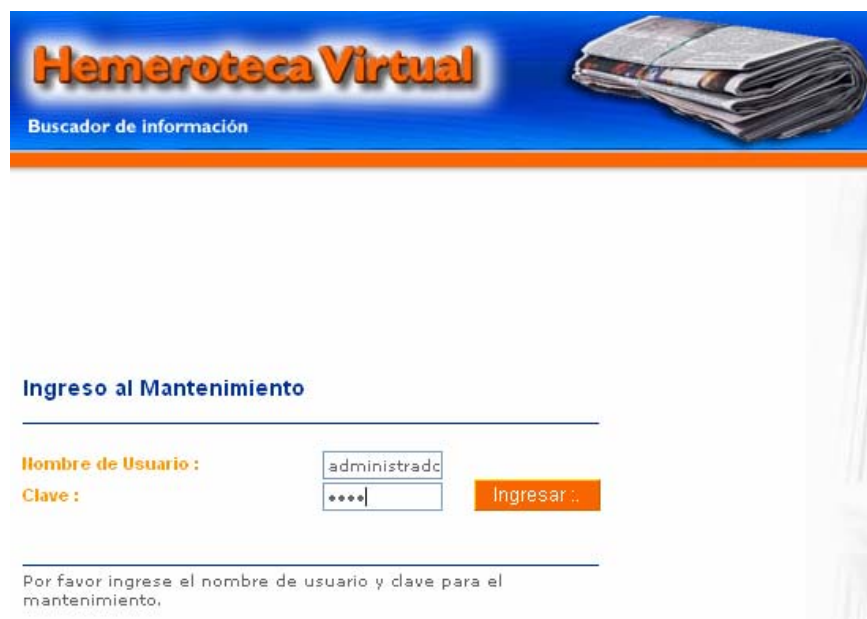 Hemeroteca Virtual
Buscador de información
Ingreso al Mantenimiento
Nombre de Usuario : administrado
Clave : •••• Ingresar :.
Por favor ingrese el nombre de usuario y clave para el
mantenimiento.